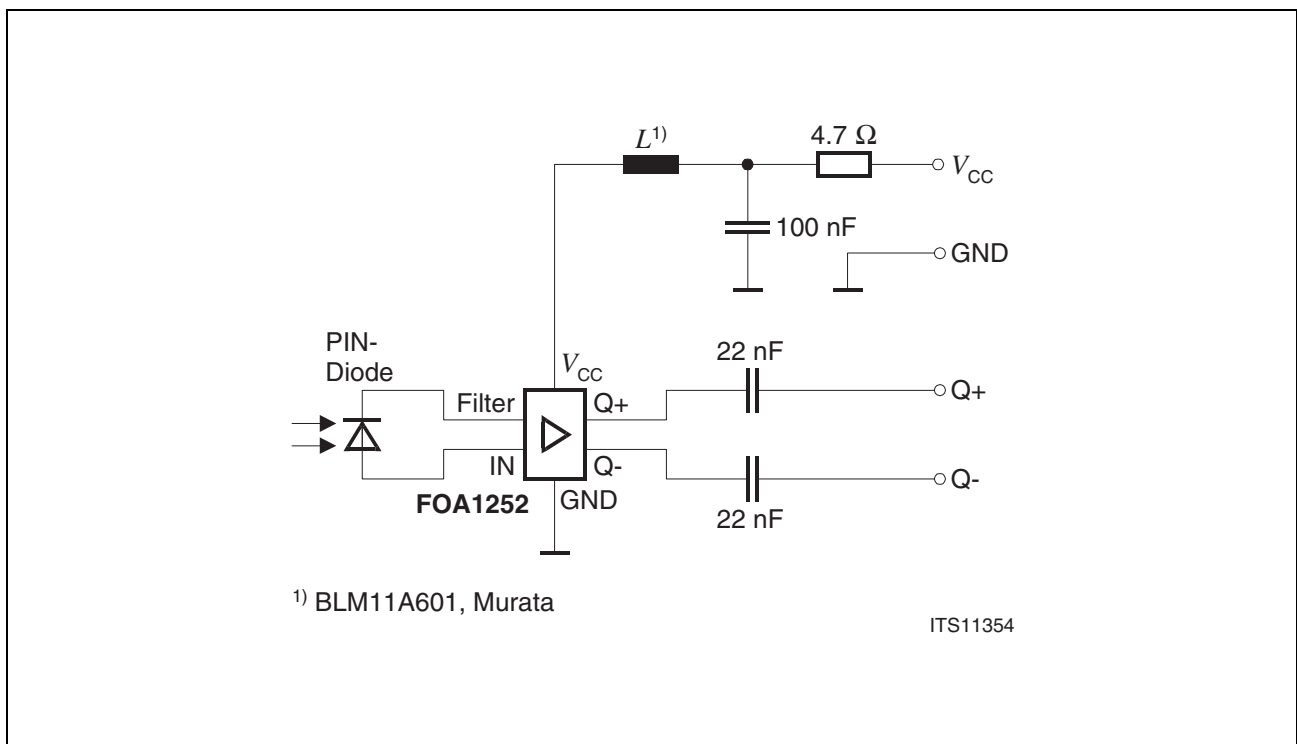 L1)
4.7 Ω
VCC
100 nF
GND
PIN-
Diode
VCC
22 nF
Filter
Q+
Q+
IN
Q-
Q-
FOA1252
GND
22 nF
1) BLM11A601, Murata
ITS11354